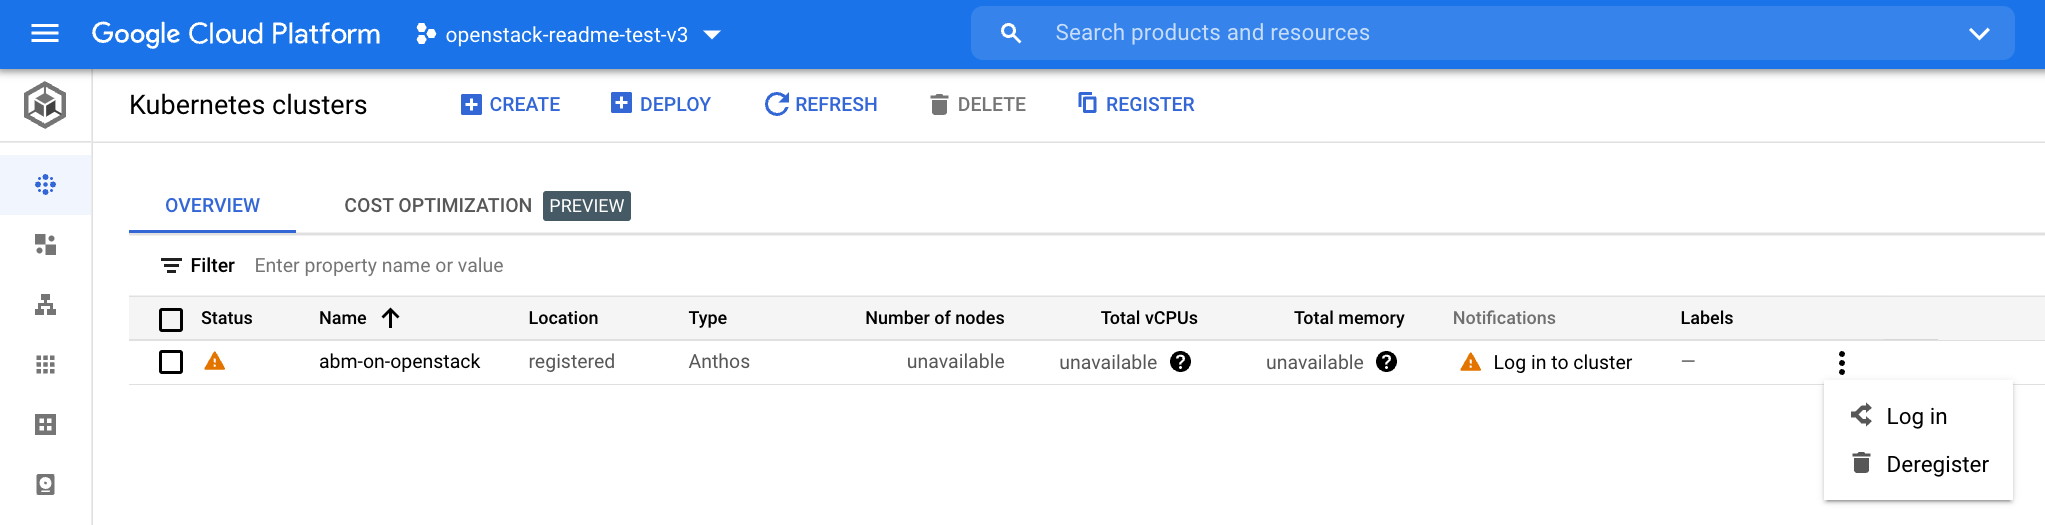 Google Cloud Platform openstack-readme-test-v3 Search products and resources
Kubernetes clusters CREATE DEPLOY REFRESH DELETE REGISTER
OVERVIEW COST OPTIMIZATION PREVIEW
Filter Enter property name or value
Status Name Location Type Number of nodes Total vCPUs Total memory Notifications Labels
abm-on-openstack registered Anthos unavailable unavailable ? unavailable ? Log in to cluster —
Log in
Deregister